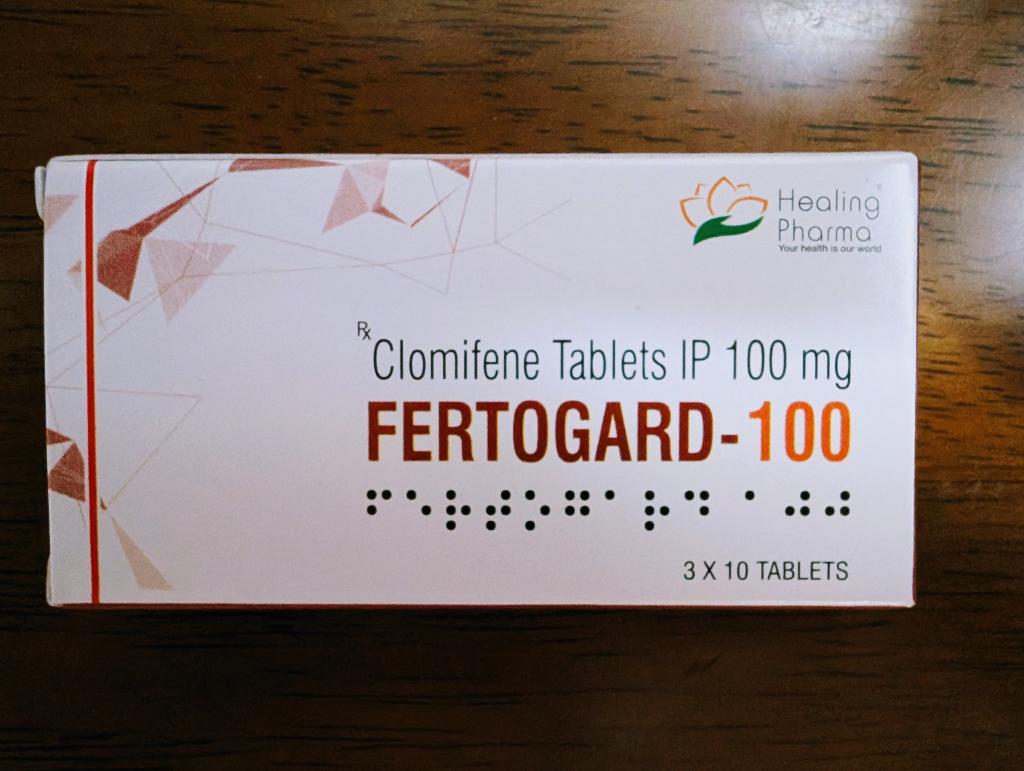 Healing
Pharma
Your health is our world
℞ Clomifene Tablets IP 100 mg
FERTOGARD-100
⠋⠑⠗⠞⠕⠛⠁⠗⠙ ⠁⠚⠚
3 X 10 TABLETS